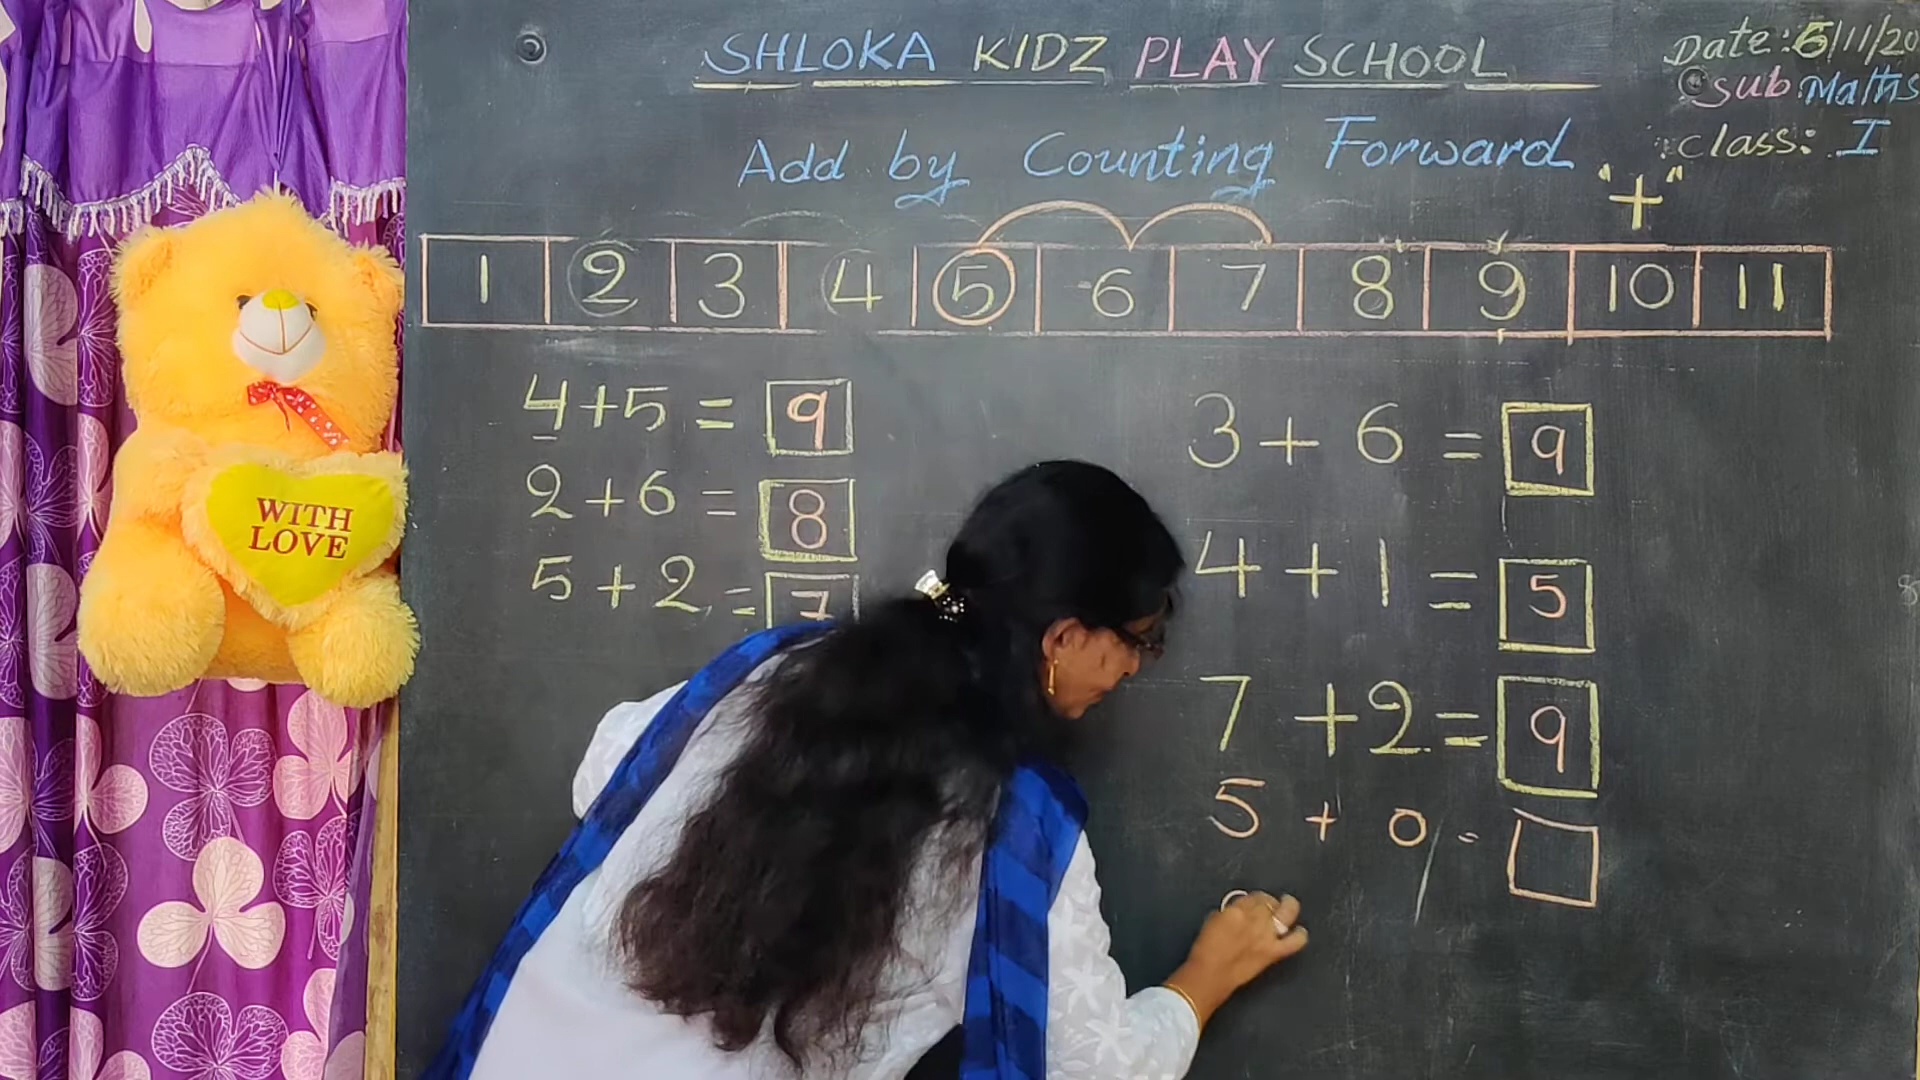 SHLOKA KIDZ PLAY SCHOOL
Date: 6/11/20
Sub: Maths
Class: I
Add by Counting Forward
"+"
1 2 3 4 5 6 7 8 9 10 11
4+5 = 9
2+6 = 8
5+2 = 7
3+6 = 9
4+1 = 5
7+2 = 9
5+0 =
WITH
LOVE